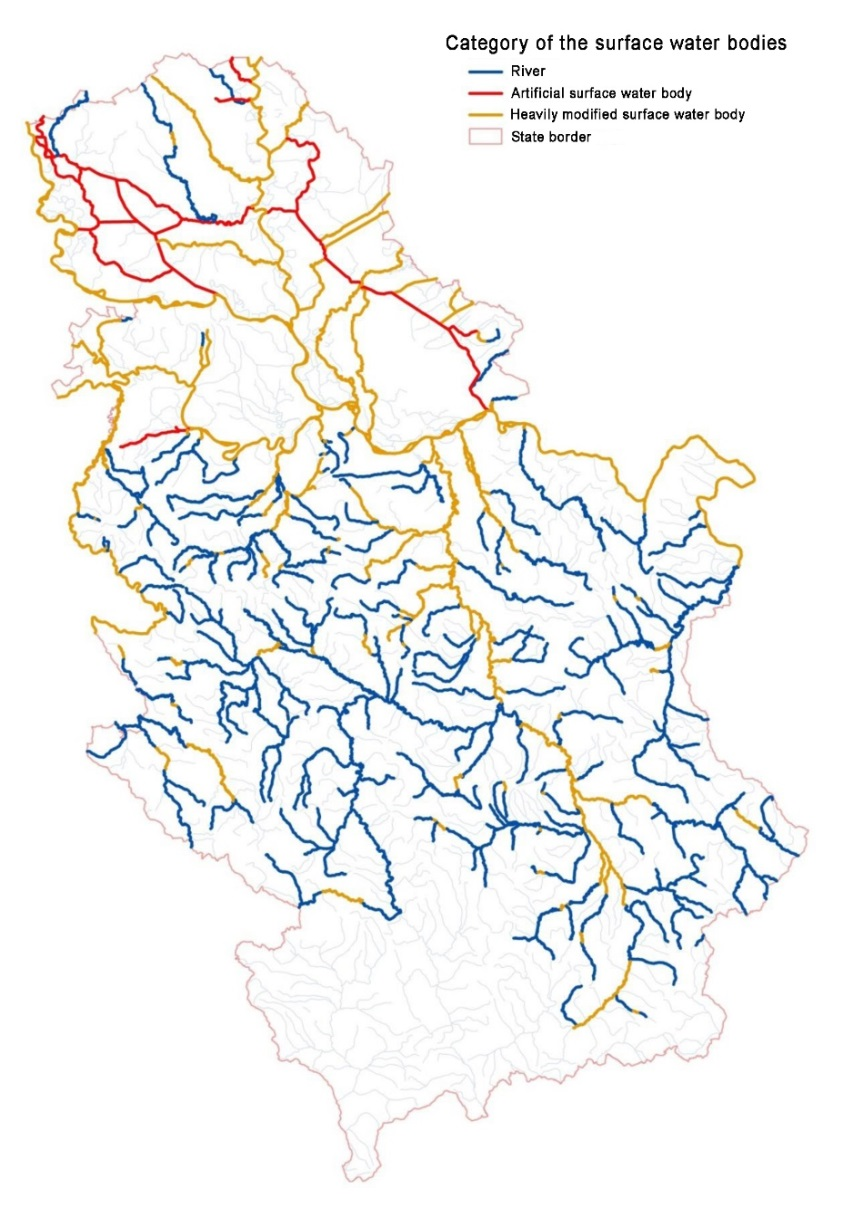 Category of the surface water bodies
River
Artificial surface water body
Heavily modified surface water body
State border